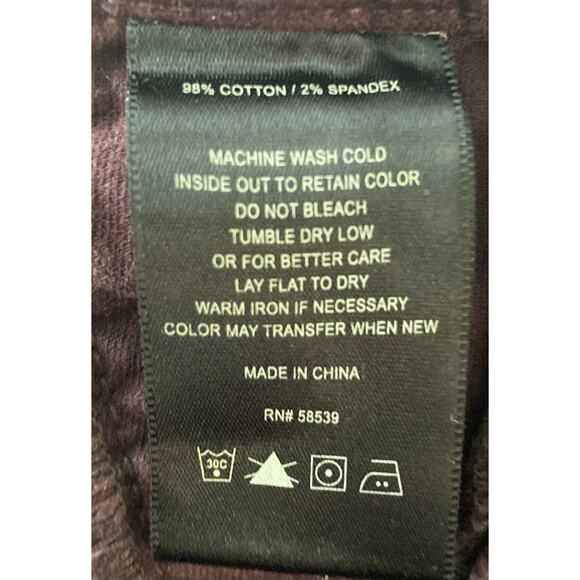 98% COTTON / 2% SPANDEX
MACHINE WASH COLD
INSIDE OUT TO RETAIN COLOR
DO NOT BLEACH
TUMBLE DRY LOW
OR FOR BETTER CARE
LAY FLAT TO DRY
WARM IRON IF NECESSARY
COLOR MAY TRANSFER WHEN NEW
MADE IN CHINA
RN# 58539
30C